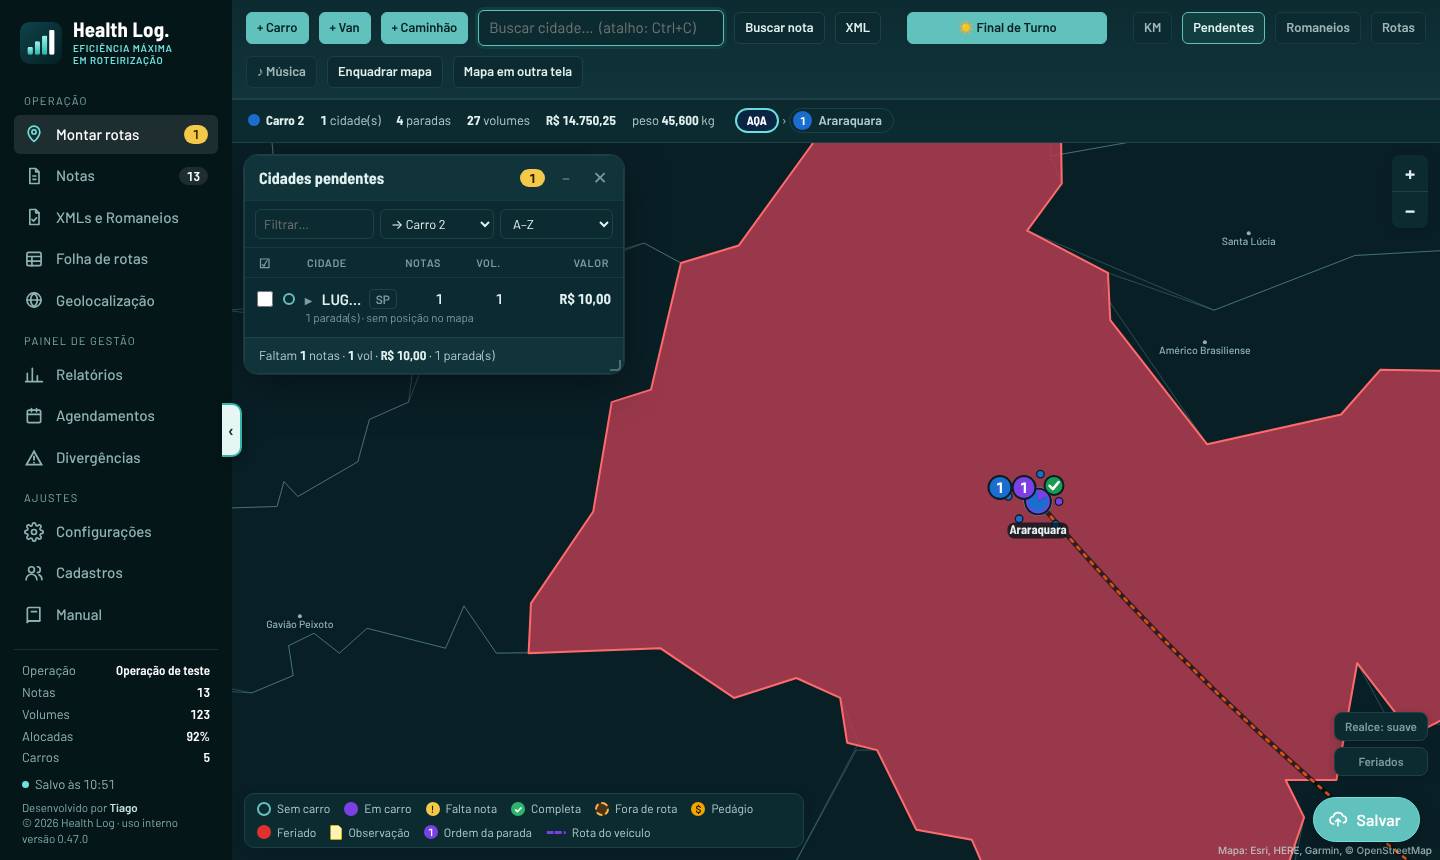 Health Log.
EFICIÊNCIA MÁXIMA
EM ROTEIRIZAÇÃO
OPERAÇÃO
Montar rotas 1
Notas 13
XMLs e Romaneios
Folha de rotas
Geolocalização
PAINEL DE GESTÃO
Relatórios
Agendamentos
Divergências
AJUSTES
Configurações
Cadastros
Manual
Operação Operação de teste
Notas 13
Volumes 123
Alocadas 92%
Carros 5
Salvo às 10:51
Desenvolvido por Tiago
© 2026 Health Log · uso interno
versão 0.47.0
+ Carro + Van + Caminhão Buscar cidade... (atalho: Ctrl+C) Buscar nota XML Final de Turno KM Pendentes Romaneios Rotas
♪ Música Enquadrar mapa Mapa em outra tela
Carro 2 1 cidade(s) 4 paradas 27 volumes R$ 14.750,25 peso 45,600 kg AQA › 1 Araraquara
Cidades pendentes 1 – ✕
Filtrar... → Carro 2 A–Z
☑ CIDADE NOTAS VOL. VALOR
▸ LUG... SP 1 1 R$ 10,00
1 parada(s) · sem posição no mapa
Faltam 1 notas · 1 vol · R$ 10,00 · 1 parada(s)
+
−
‹
Santa Lúcia
Américo Brasiliense
1 1
Araraquara
Gavião Peixoto
Realce: suave
Feriados
Salvar
Sem carro Em carro ! Falta nota Completa Fora de rota $ Pedágio
Feriado Observação 1 Ordem da parada Rota do veículo
Mapa: Esri, HERE, Garmin, © OpenStreetMap